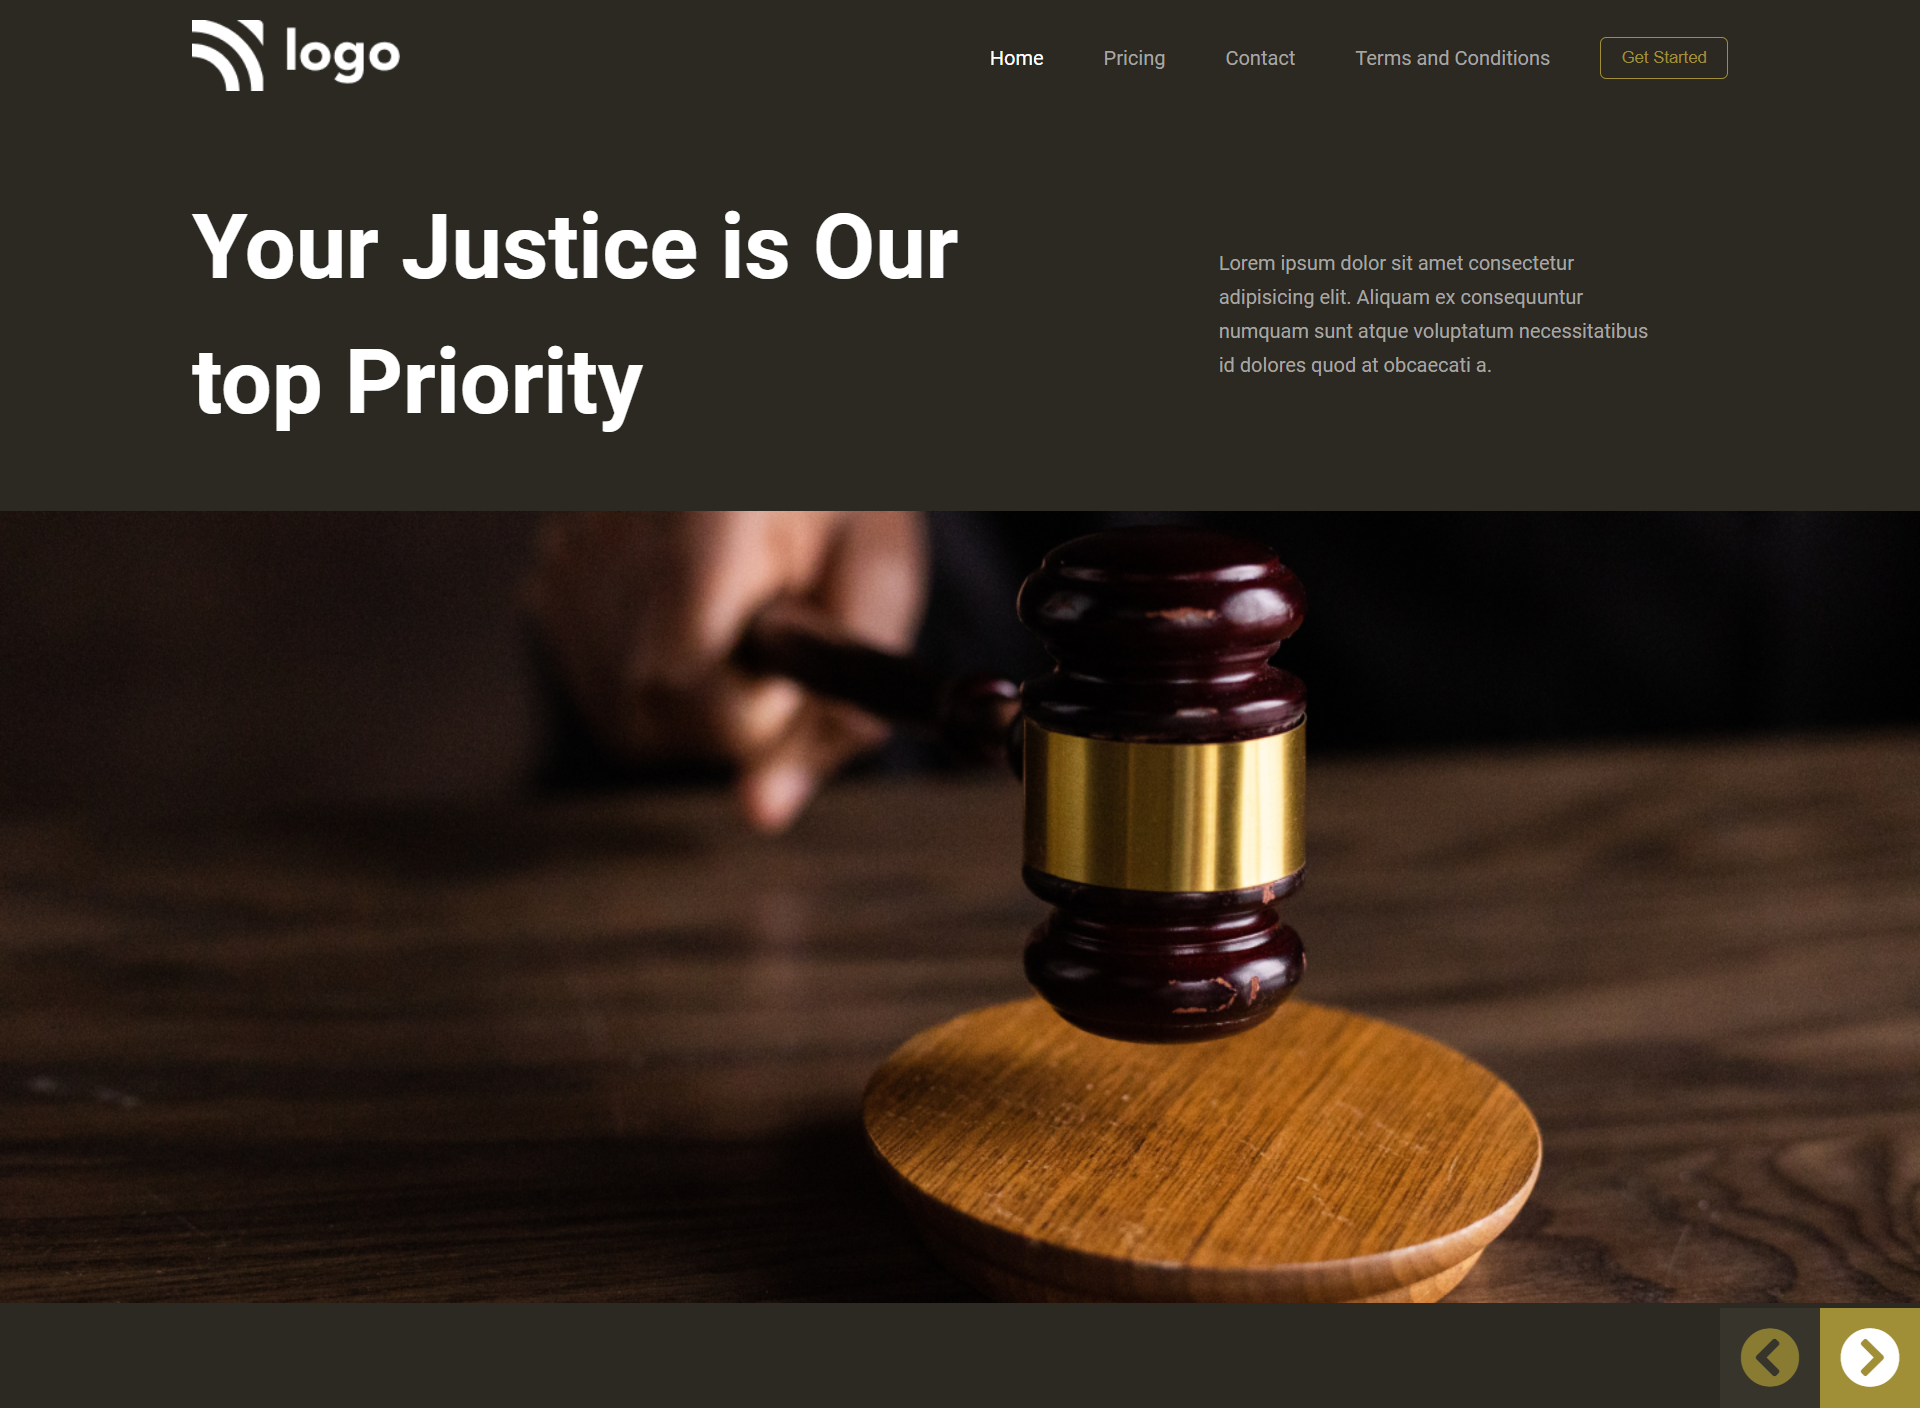 logo
Home Pricing Contact Terms and Conditions Get Started
Your Justice is Our
top Priority
Lorem ipsum dolor sit amet consectetur
adipisicing elit. Aliquam ex consequuntur
numquam sunt atque voluptatum necessitatibus
id dolores quod at obcaecati a.